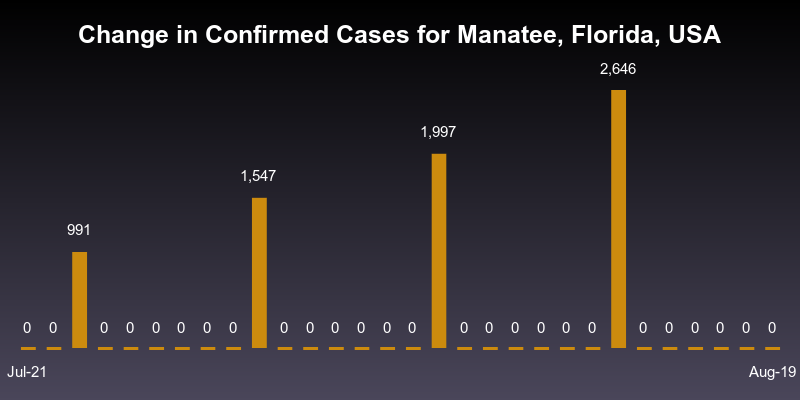 Change in Confirmed Cases for Manatee, Florida, USA
2,646
1,997
1,547
991
0 0 0 0 0 0 0 0 0 0 0 0 0 0 0 0 0 0 0 0 0 0 0 0 0 0
Jul-21 Aug-19